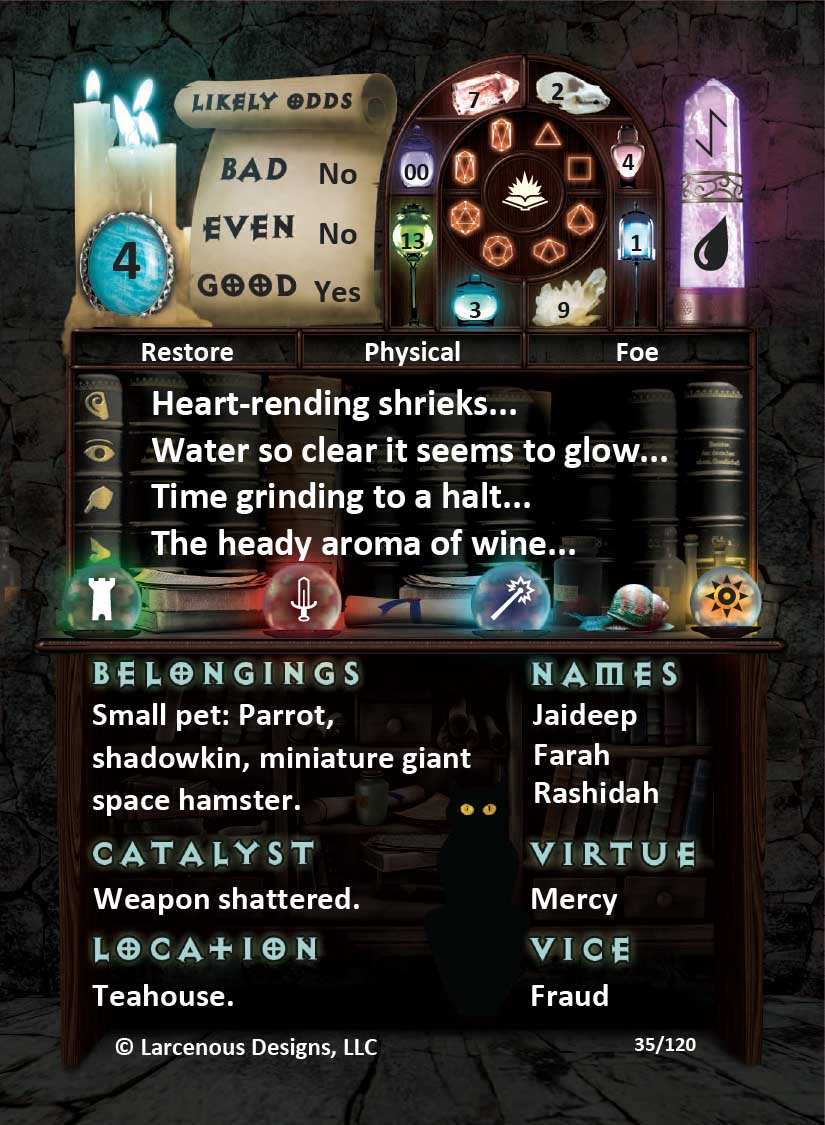 LIKELY ODDS
BAD No
EVEN No
GOOD Yes
4
7
2
00
4
13
1
3
9
Restore Physical Foe
Heart-rending shrieks...
Water so clear it seems to glow...
Time grinding to a halt...
The heady aroma of wine...
BELONGINGS
Small pet: Parrot,
shadowkin, miniature giant
space hamster.
NAMES
Jaideep
Farah
Rashidah
CATALYST
Weapon shattered.
VIRTUE
Mercy
LOCATION
Teahouse.
VICE
Fraud
© Larcenous Designs, LLC
35/120